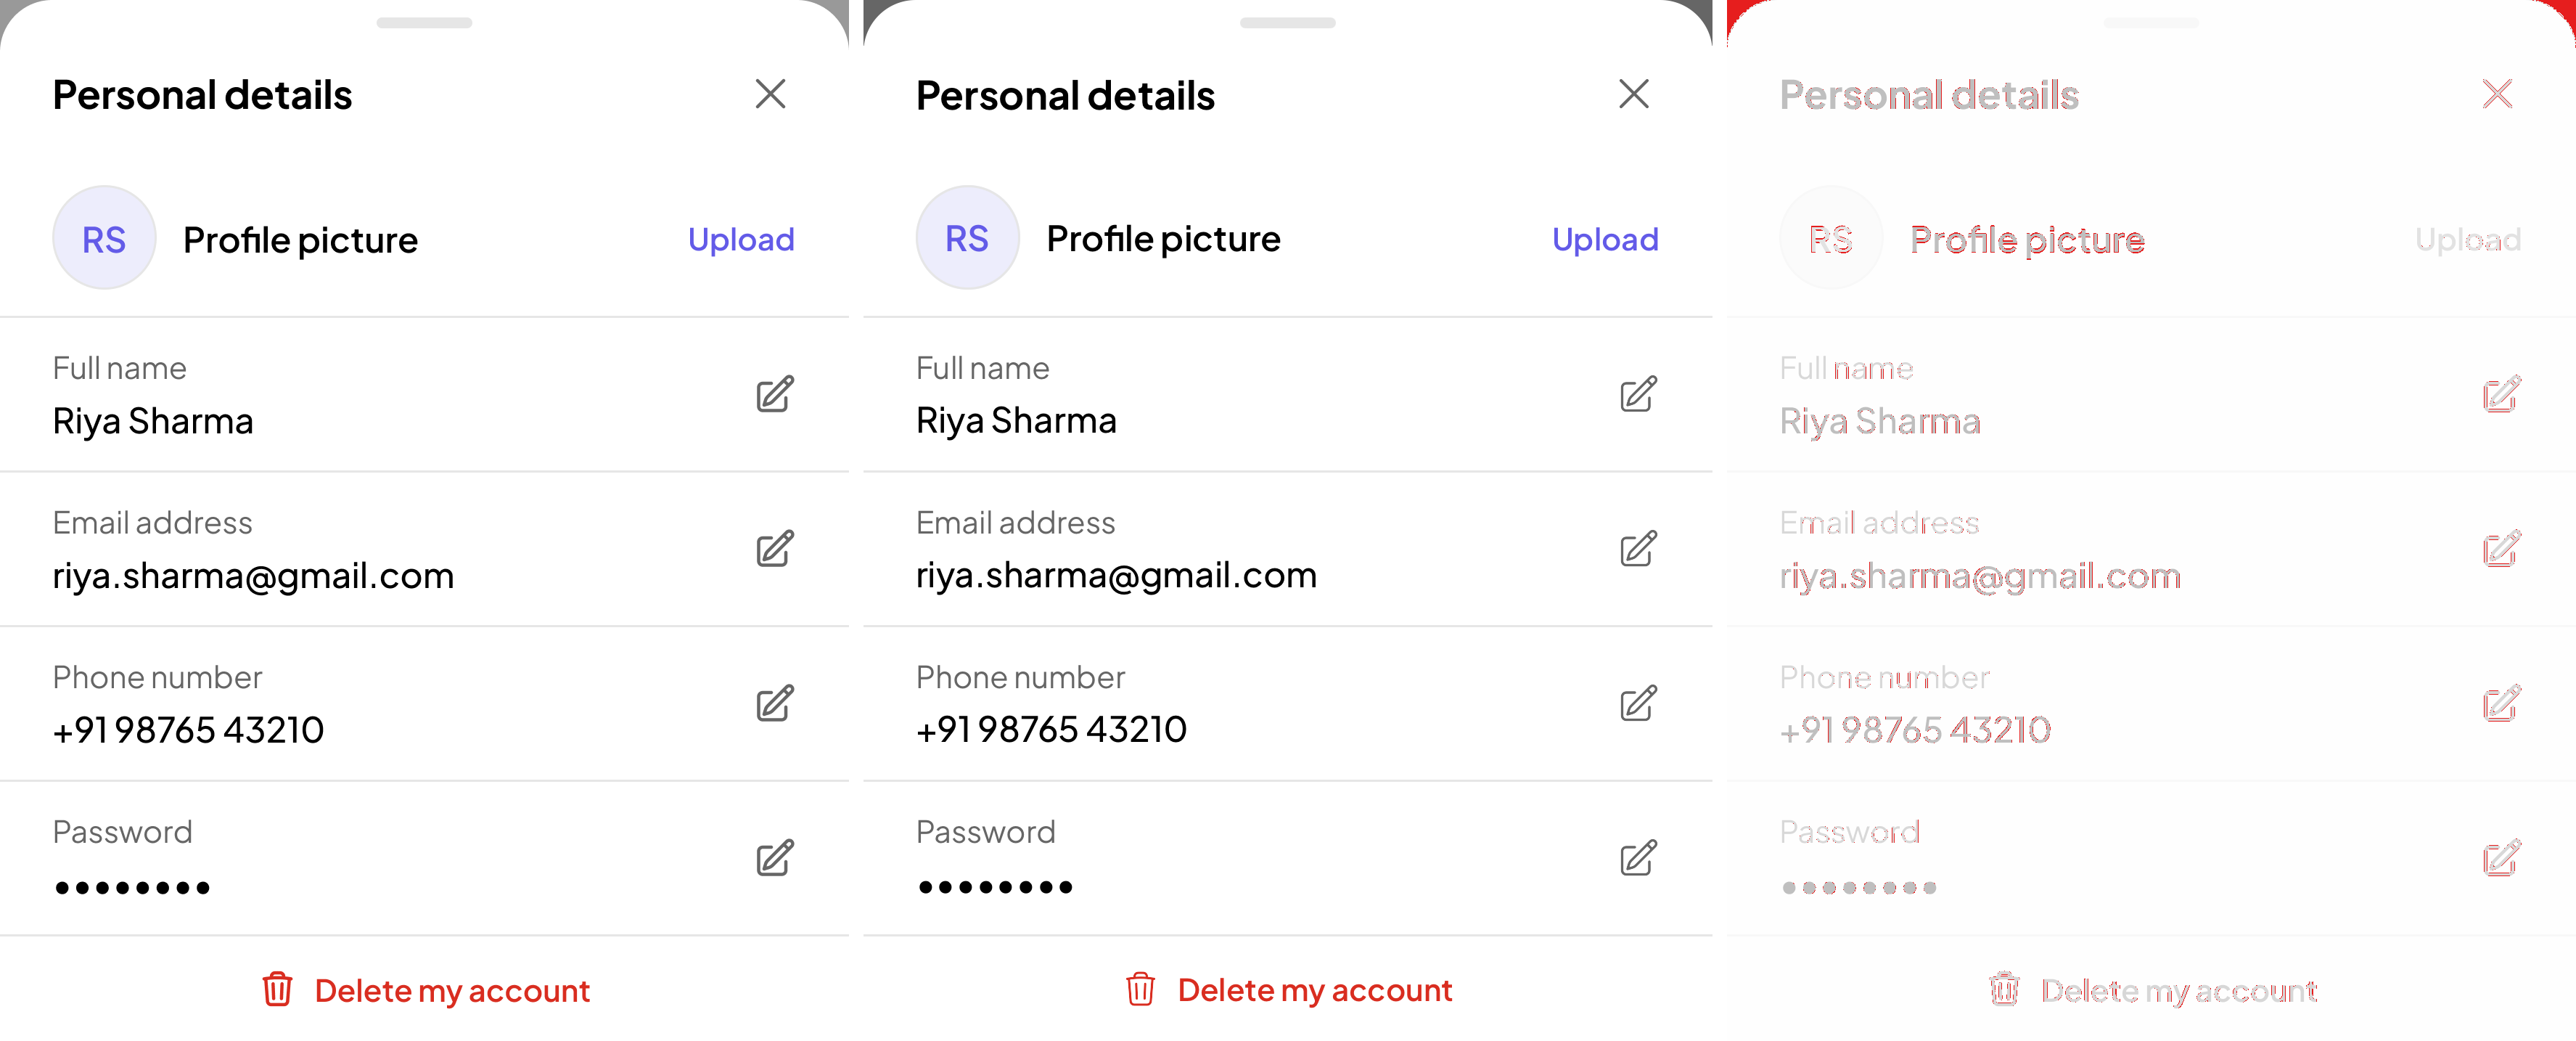 Personal details
RS Profile picture Upload
Full name
Riya Sharma
Email address
riya.sharma@gmail.com
Phone number
+91 98765 43210
Password
••••••••
Delete my account
Personal details
RS Profile picture Upload
Full name
Riya Sharma
Email address
riya.sharma@gmail.com
Phone number
+91 98765 43210
Password
••••••••
Delete my account
Personal details
RS Profile picture Upload
Full name
Riya Sharma
Email address
riya.sharma@gmail.com
Phone number
+91 98765 43210
Password
••••••••
Delete my account